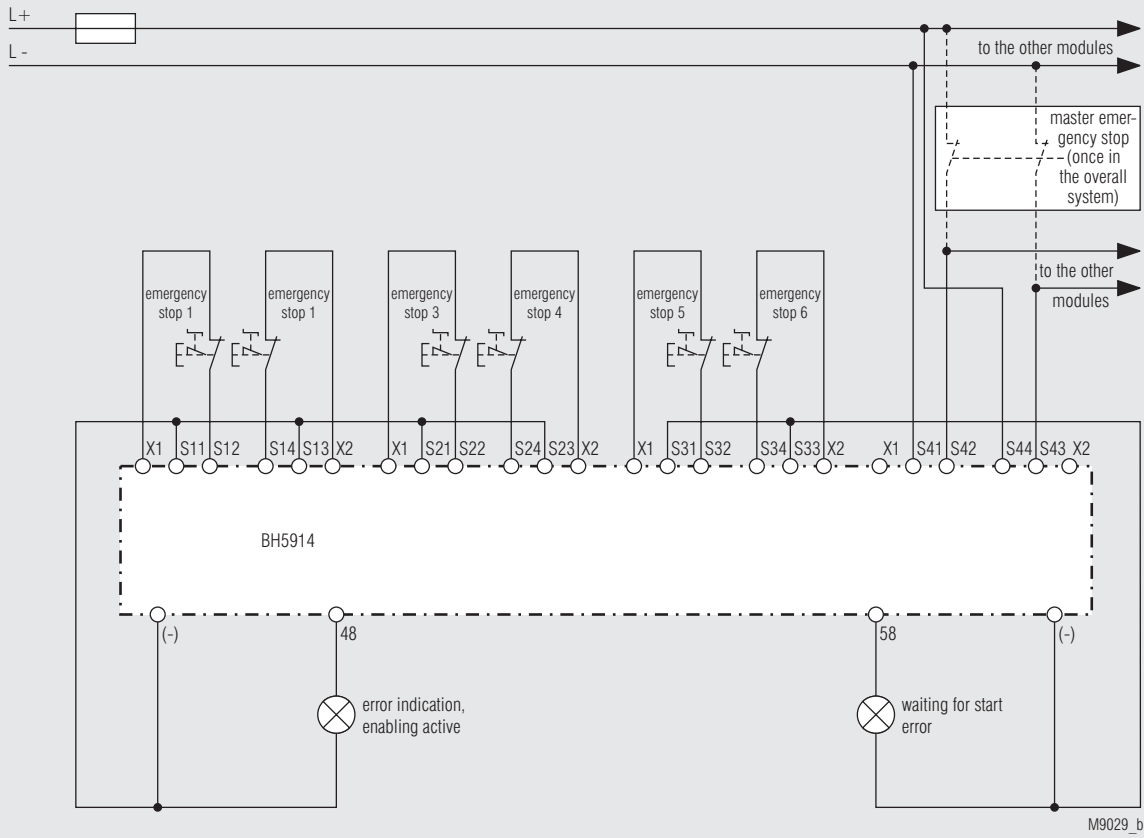 L+
L -
to the other modules
master emer-
gency stop
(once in
the overall
system)
to the other
modules
emergency
stop 1
emergency
stop 1
emergency
stop 3
emergency
stop 4
emergency
stop 5
emergency
stop 6
X1 S11 S12 S14 S13 X2 X1 S21 S22 S24 S23 X2 X1 S31 S32 S34 S33 X2 X1 S41 S42 S44 S43 X2
BH5914
(-) 48 58 (-)
error indication,
enabling active
waiting for start
error
M9029_b